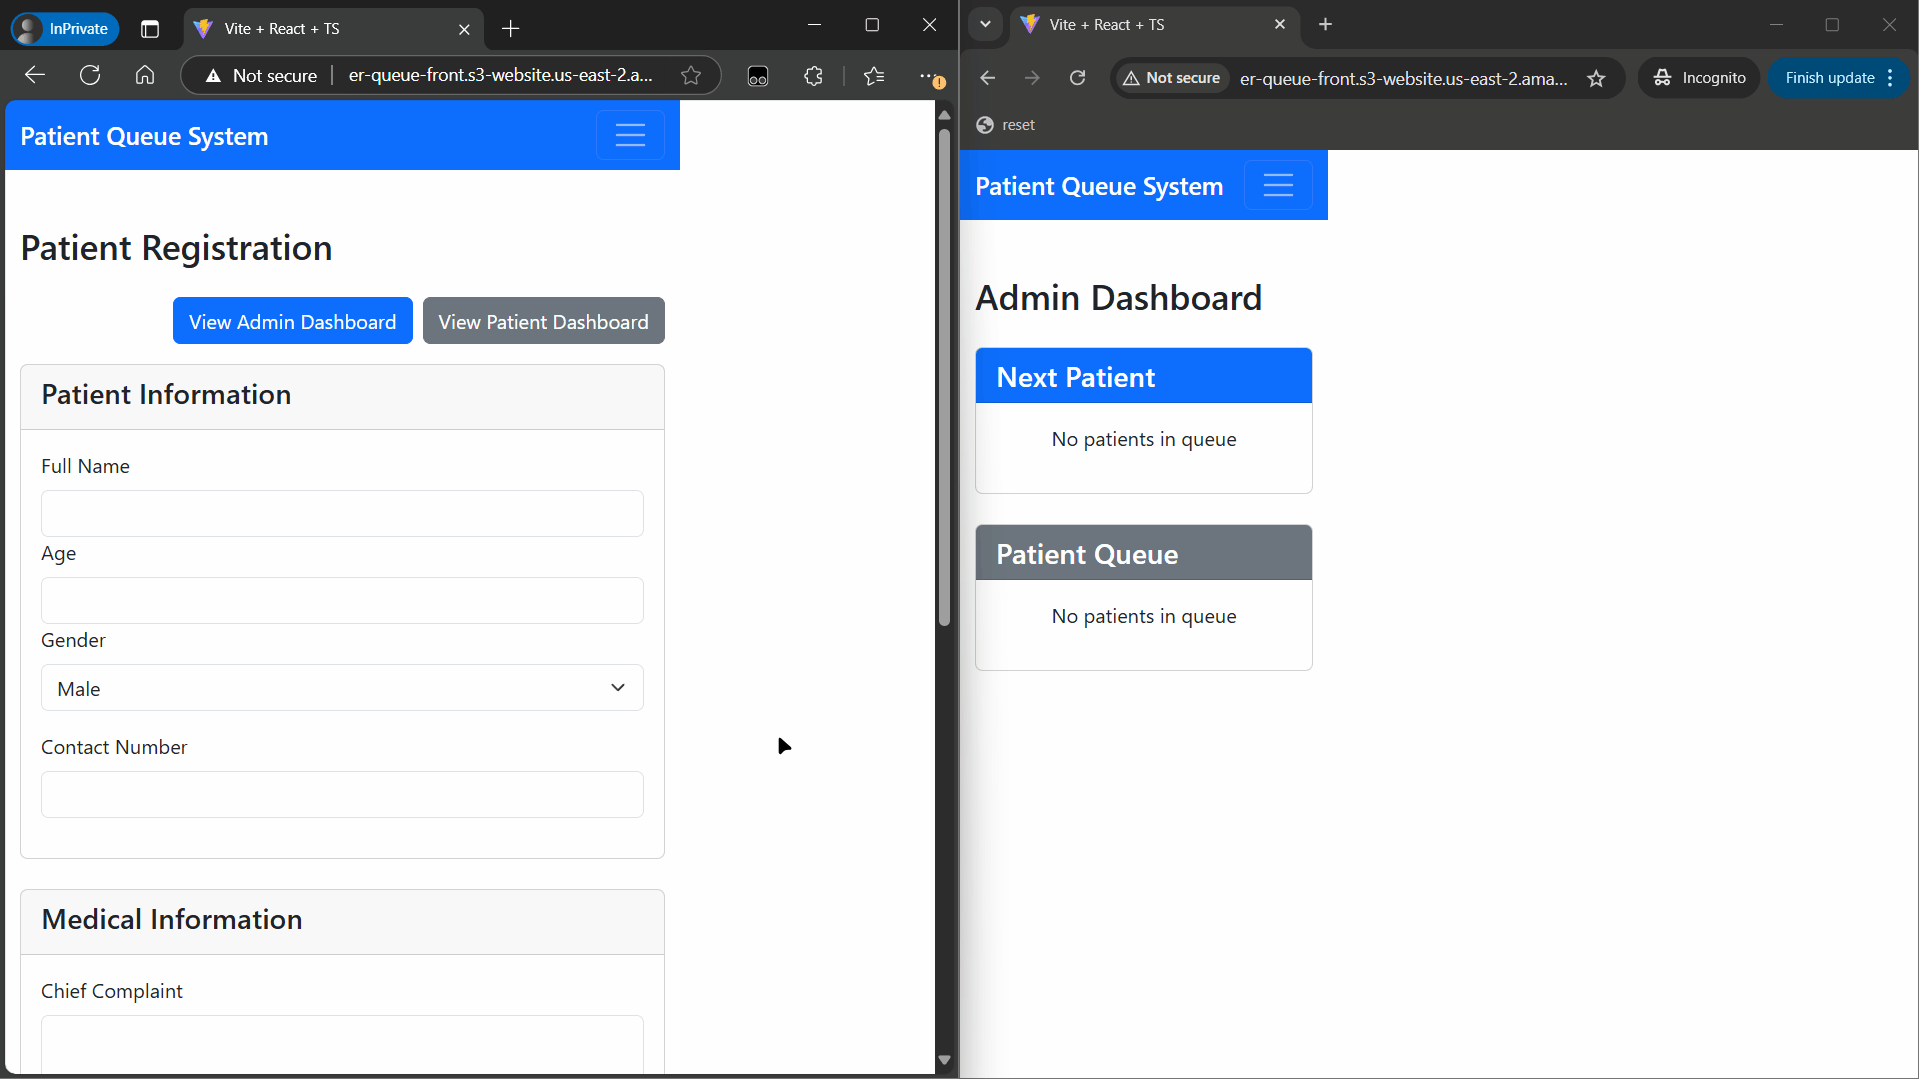 InPrivate
Vite + React + TS
Not secure
er-queue-front.s3-website.us-east-2.a...
Patient Queue System
Patient Registration
View Admin Dashboard
View Patient Dashboard
Patient Information
Full Name
Age
Gender
Male
Contact Number
Medical Information
Chief Complaint
Vite + React + TS
Not secure
er-queue-front.s3-website.us-east-2.ama...
Incognito
Finish update
reset
Patient Queue System
Admin Dashboard
Next Patient
No patients in queue
Patient Queue
No patients in queue